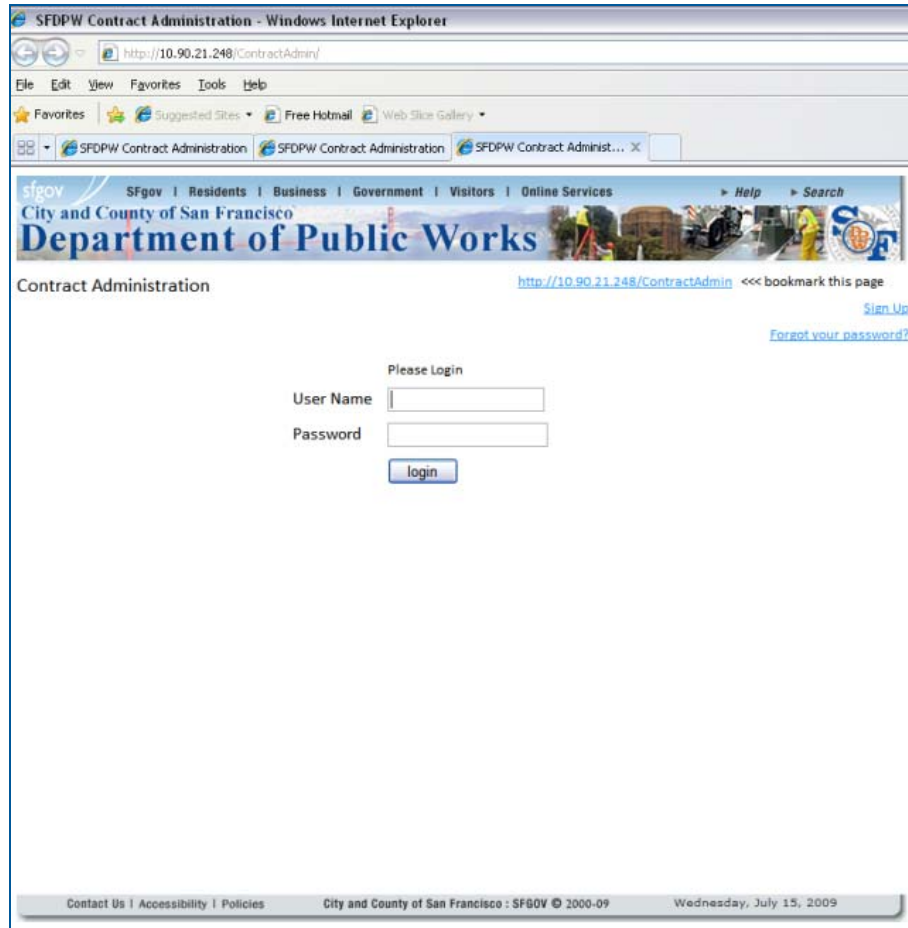 SFDPW Contract Administration - Windows Internet Explorer
http://10.90.21.248/ContractAdmin/
File Edit View Favorites Tools Help
Favorites Suggested Sites Free Hotmail Web Slice Gallery
SFDPW Contract Administration SFDPW Contract Administration SFDPW Contract Administ... X
sfgov SFgov | Residents | Business | Government | Visitors | Online Services Help Search
City and County of San Francisco
Department of Public Works
SF DPW
Contract Administration http://10.90.21.248/ContractAdmin <<< bookmark this page
Sign Up
Forgot your password?
Please Login
User Name
Password
login
Contact Us | Accessibility | Policies City and County of San Francisco : SFGOV © 2000-09 Wednesday, July 15, 2009